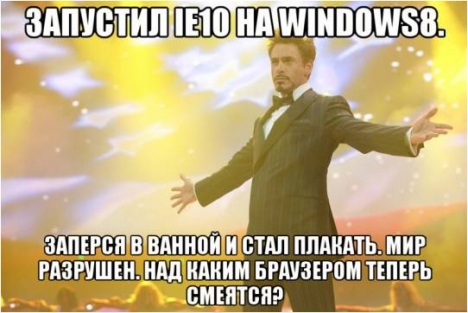 ЗАПУСТИЛ IE10 НА WINDOWS8.
ЗАПЕРСЯ В ВАННОЙ И СТАЛ ПЛАКАТЬ. МИР
РАЗРУШЕН. НАД КАКИМ БРАУЗЕРОМ ТЕПЕРЬ
СМЕЯТСЯ?